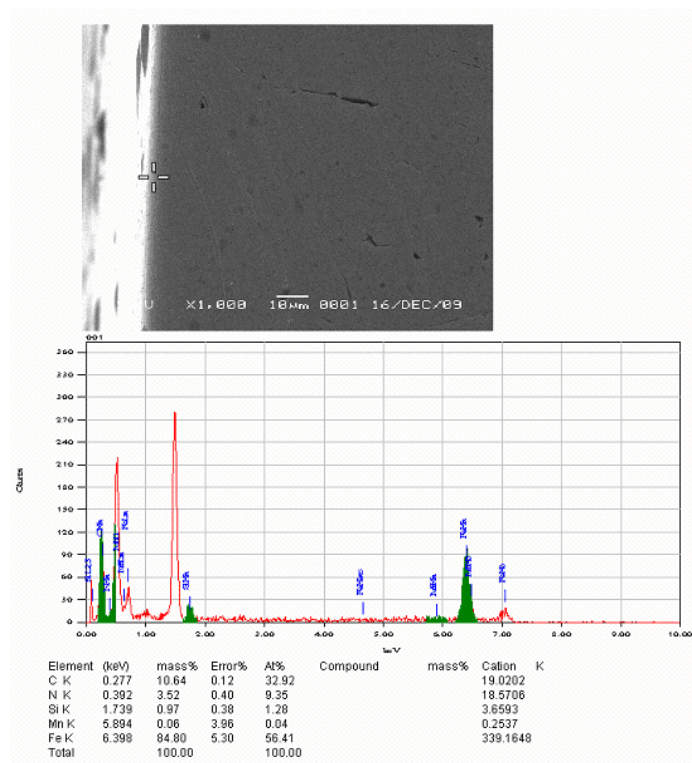 U X1,000 10µm 0001 16/DEC/09
001
360
330
300
270
240
210
180
150
120
90
60
30
0
Counts
0.00 1.00 2.00 3.00 4.00 5.00 6.00 7.00 8.00 9.00 10.00
keV
Element (keV) mass% Error% At% Compound mass% Cation K
C K 0.277 10.64 0.12 32.92 19.0202
N K 0.392 3.52 0.40 9.35 18.5706
Si K 1.739 0.97 0.38 1.28 3.6593
Mn K 5.894 0.06 3.96 0.04 0.2537
Fe K 6.398 84.80 5.30 56.41 339.1648
Total 100.00 100.00